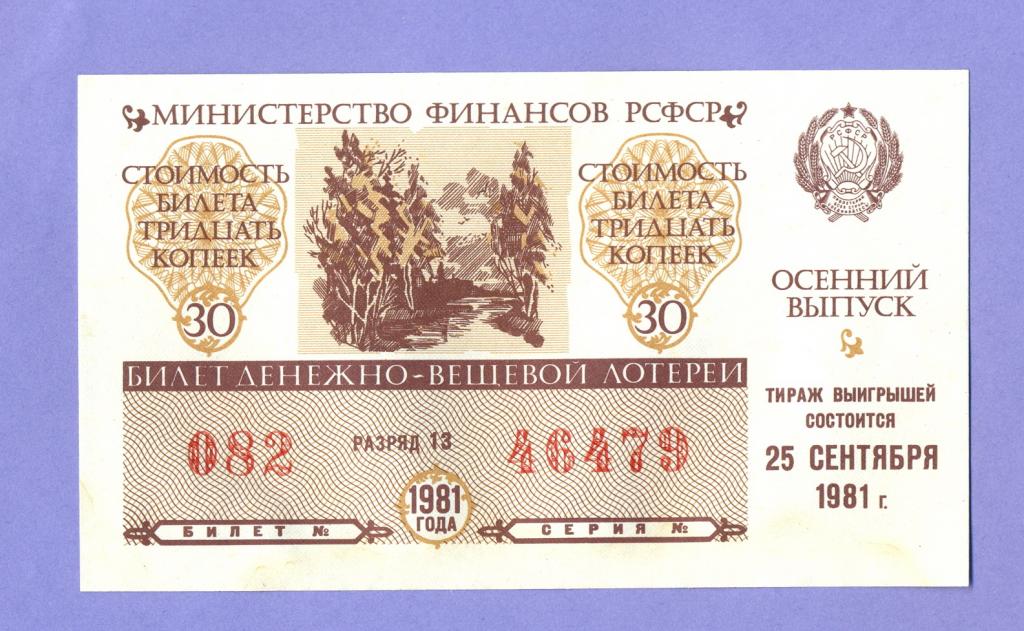 МИНИСТЕРСТВО ФИНАНСОВ РСФСР
СТОИМОСТЬ
БИЛЕТА
ТРИДЦАТЬ
КОПЕЕК
30
СТОИМОСТЬ
БИЛЕТА
ТРИДЦАТЬ
КОПЕЕК
30
БИЛЕТ ДЕНЕЖНО-ВЕЩЕВОЙ ЛОТЕРЕИ
082
РАЗРЯД 13
46479
1981
ГОДА
БИЛЕТ №
СЕРИЯ №
РСФСР
ОСЕННИЙ
ВЫПУСК
ТИРАЖ ВЫИГРЫШЕЙ
СОСТОИТСЯ
25 СЕНТЯБРЯ
1981 г.